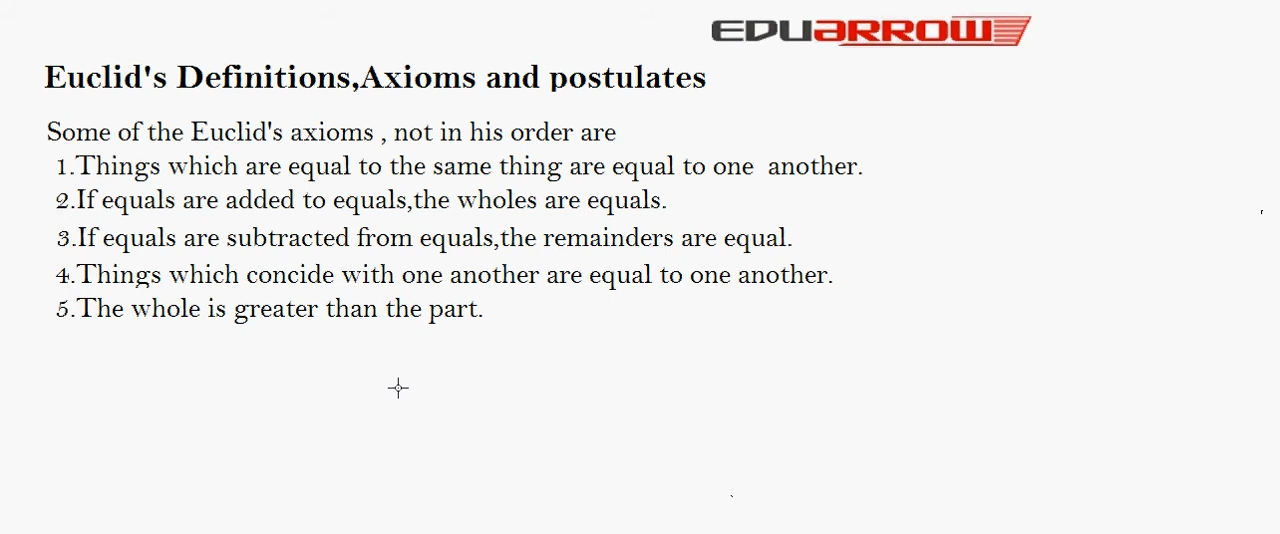 EDUARROW
Euclid's Definitions,Axioms and postulates
Some of the Euclid's axioms , not in his order are
1.Things which are equal to the same thing are equal to one another.
2.If equals are added to equals,the wholes are equals.
3.If equals are subtracted from equals,the remainders are equal.
4.Things which concide with one another are equal to one another.
5.The whole is greater than the part.